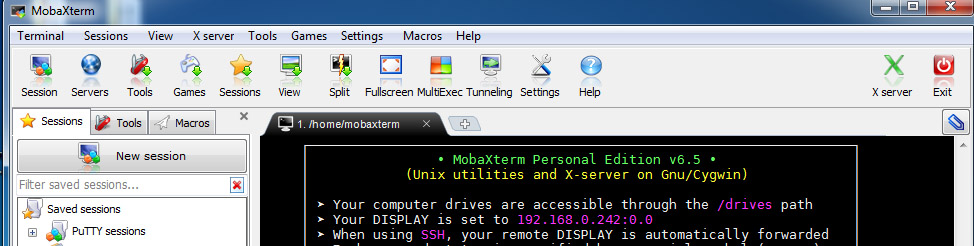 MobaXterm
Terminal Sessions View X server Tools Games Settings Macros Help
Session Servers Tools Games Sessions View Split Fullscreen MultiExec Tunneling Settings Help X server Exit
Sessions Tools Macros
1. /home/mobaxterm
New session
Filter saved sessions...
Saved sessions
PuTTY sessions
• MobaXterm Personal Edition v6.5 •
(Unix utilities and X-server on Gnu/Cygwin)
➤ Your computer drives are accessible through the /drives path
➤ Your DISPLAY is set to 192.168.0.242:0.0
➤ When using SSH, your remote DISPLAY is automatically forwarded